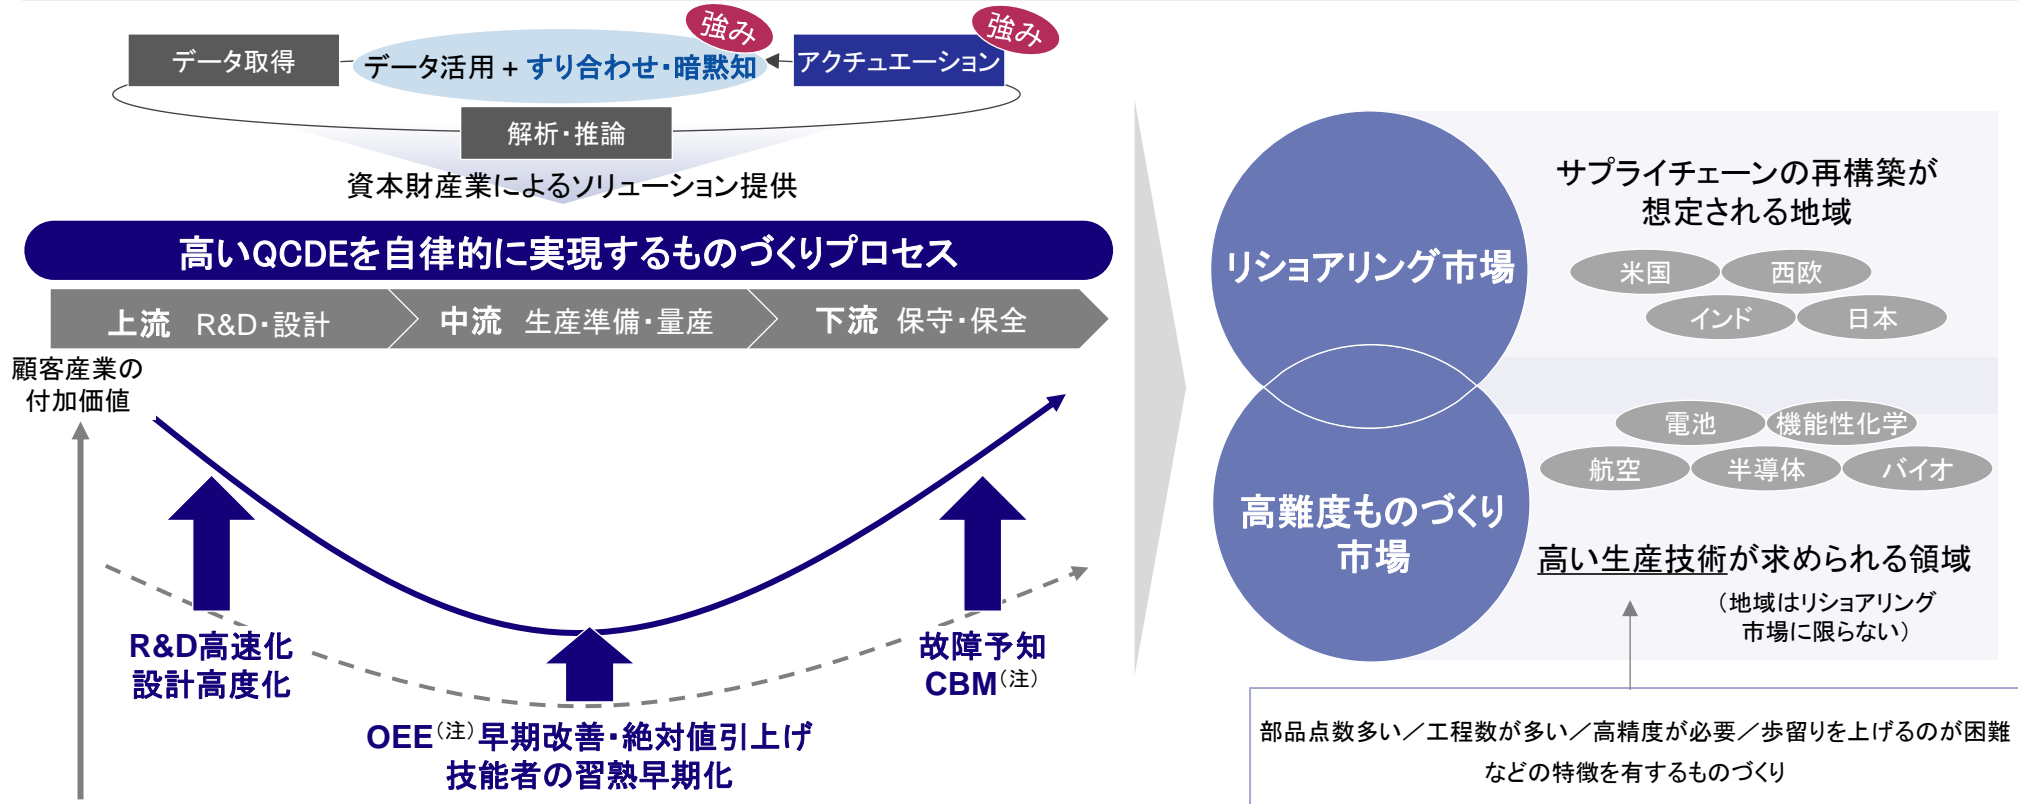 強み
強み
データ取得
データ活用 + すり合わせ・暗黙知
アクチュエーション
解析・推論
資本財産業によるソリューション提供
高いQCDEを自律的に実現するものづくりプロセス
上流 R&D・設計
中流 生産準備・量産
下流 保守・保全
顧客産業の
付加価値
R&D高速化
設計高度化
OEE(注)早期改善・絶対値引上げ
技能者の習熟早期化
故障予知
CBM(注)
リショアリング市場
サプライチェーンの再構築が
想定される地域
米国
西欧
インド
日本
高難度ものづくり
市場
電池
機能性化学
航空
半導体
バイオ
高い生産技術が求められる領域
（地域はリショアリング
市場に限らない）
部品点数多い／工程数が多い／高精度が必要／歩留りを上げるのが困難
などの特徴を有するものづくり